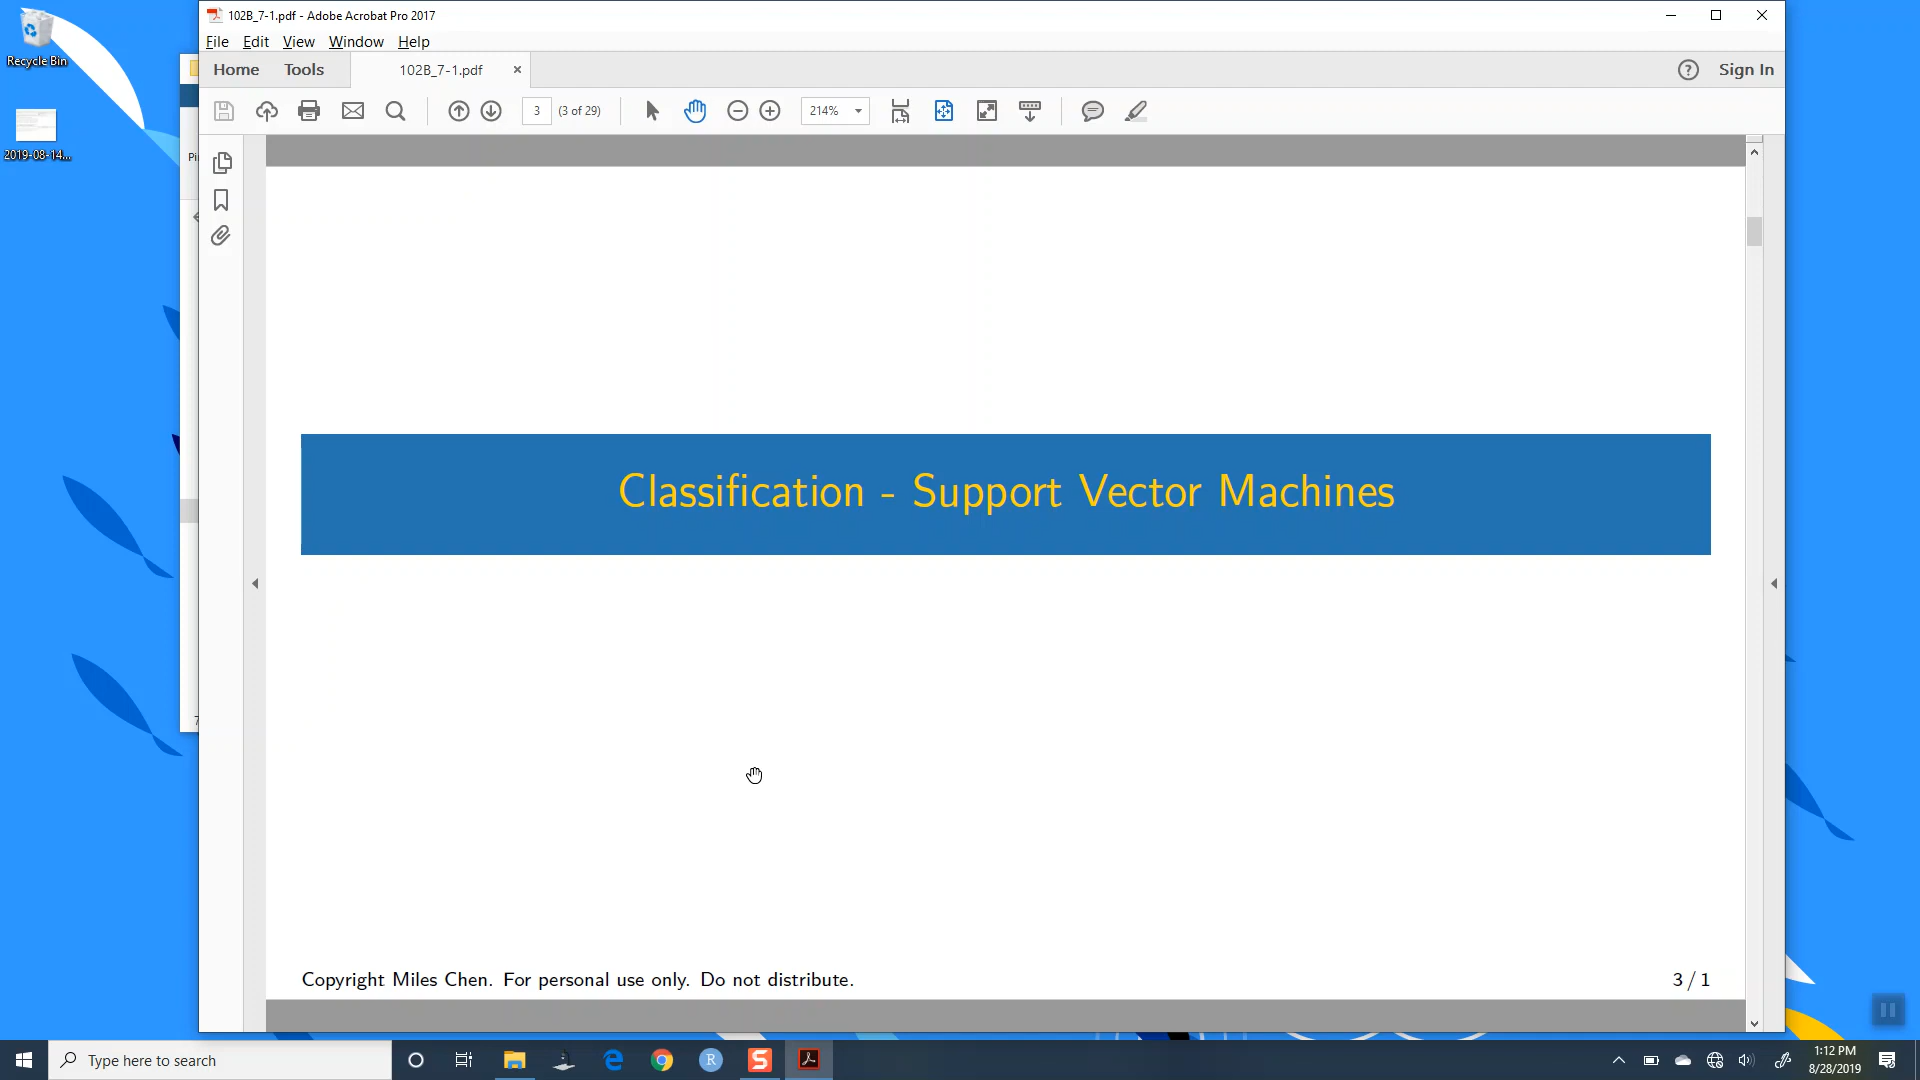 Recycle Bin
2019-08-14...
102B_7-1.pdf - Adobe Acrobat Pro 2017
File Edit View Window Help
Home Tools 102B_7-1.pdf × Sign In
3 (3 of 29) 214%
Classification - Support Vector Machines
Copyright Miles Chen. For personal use only. Do not distribute.
3 / 1
Type here to search
1:12 PM
8/28/2019